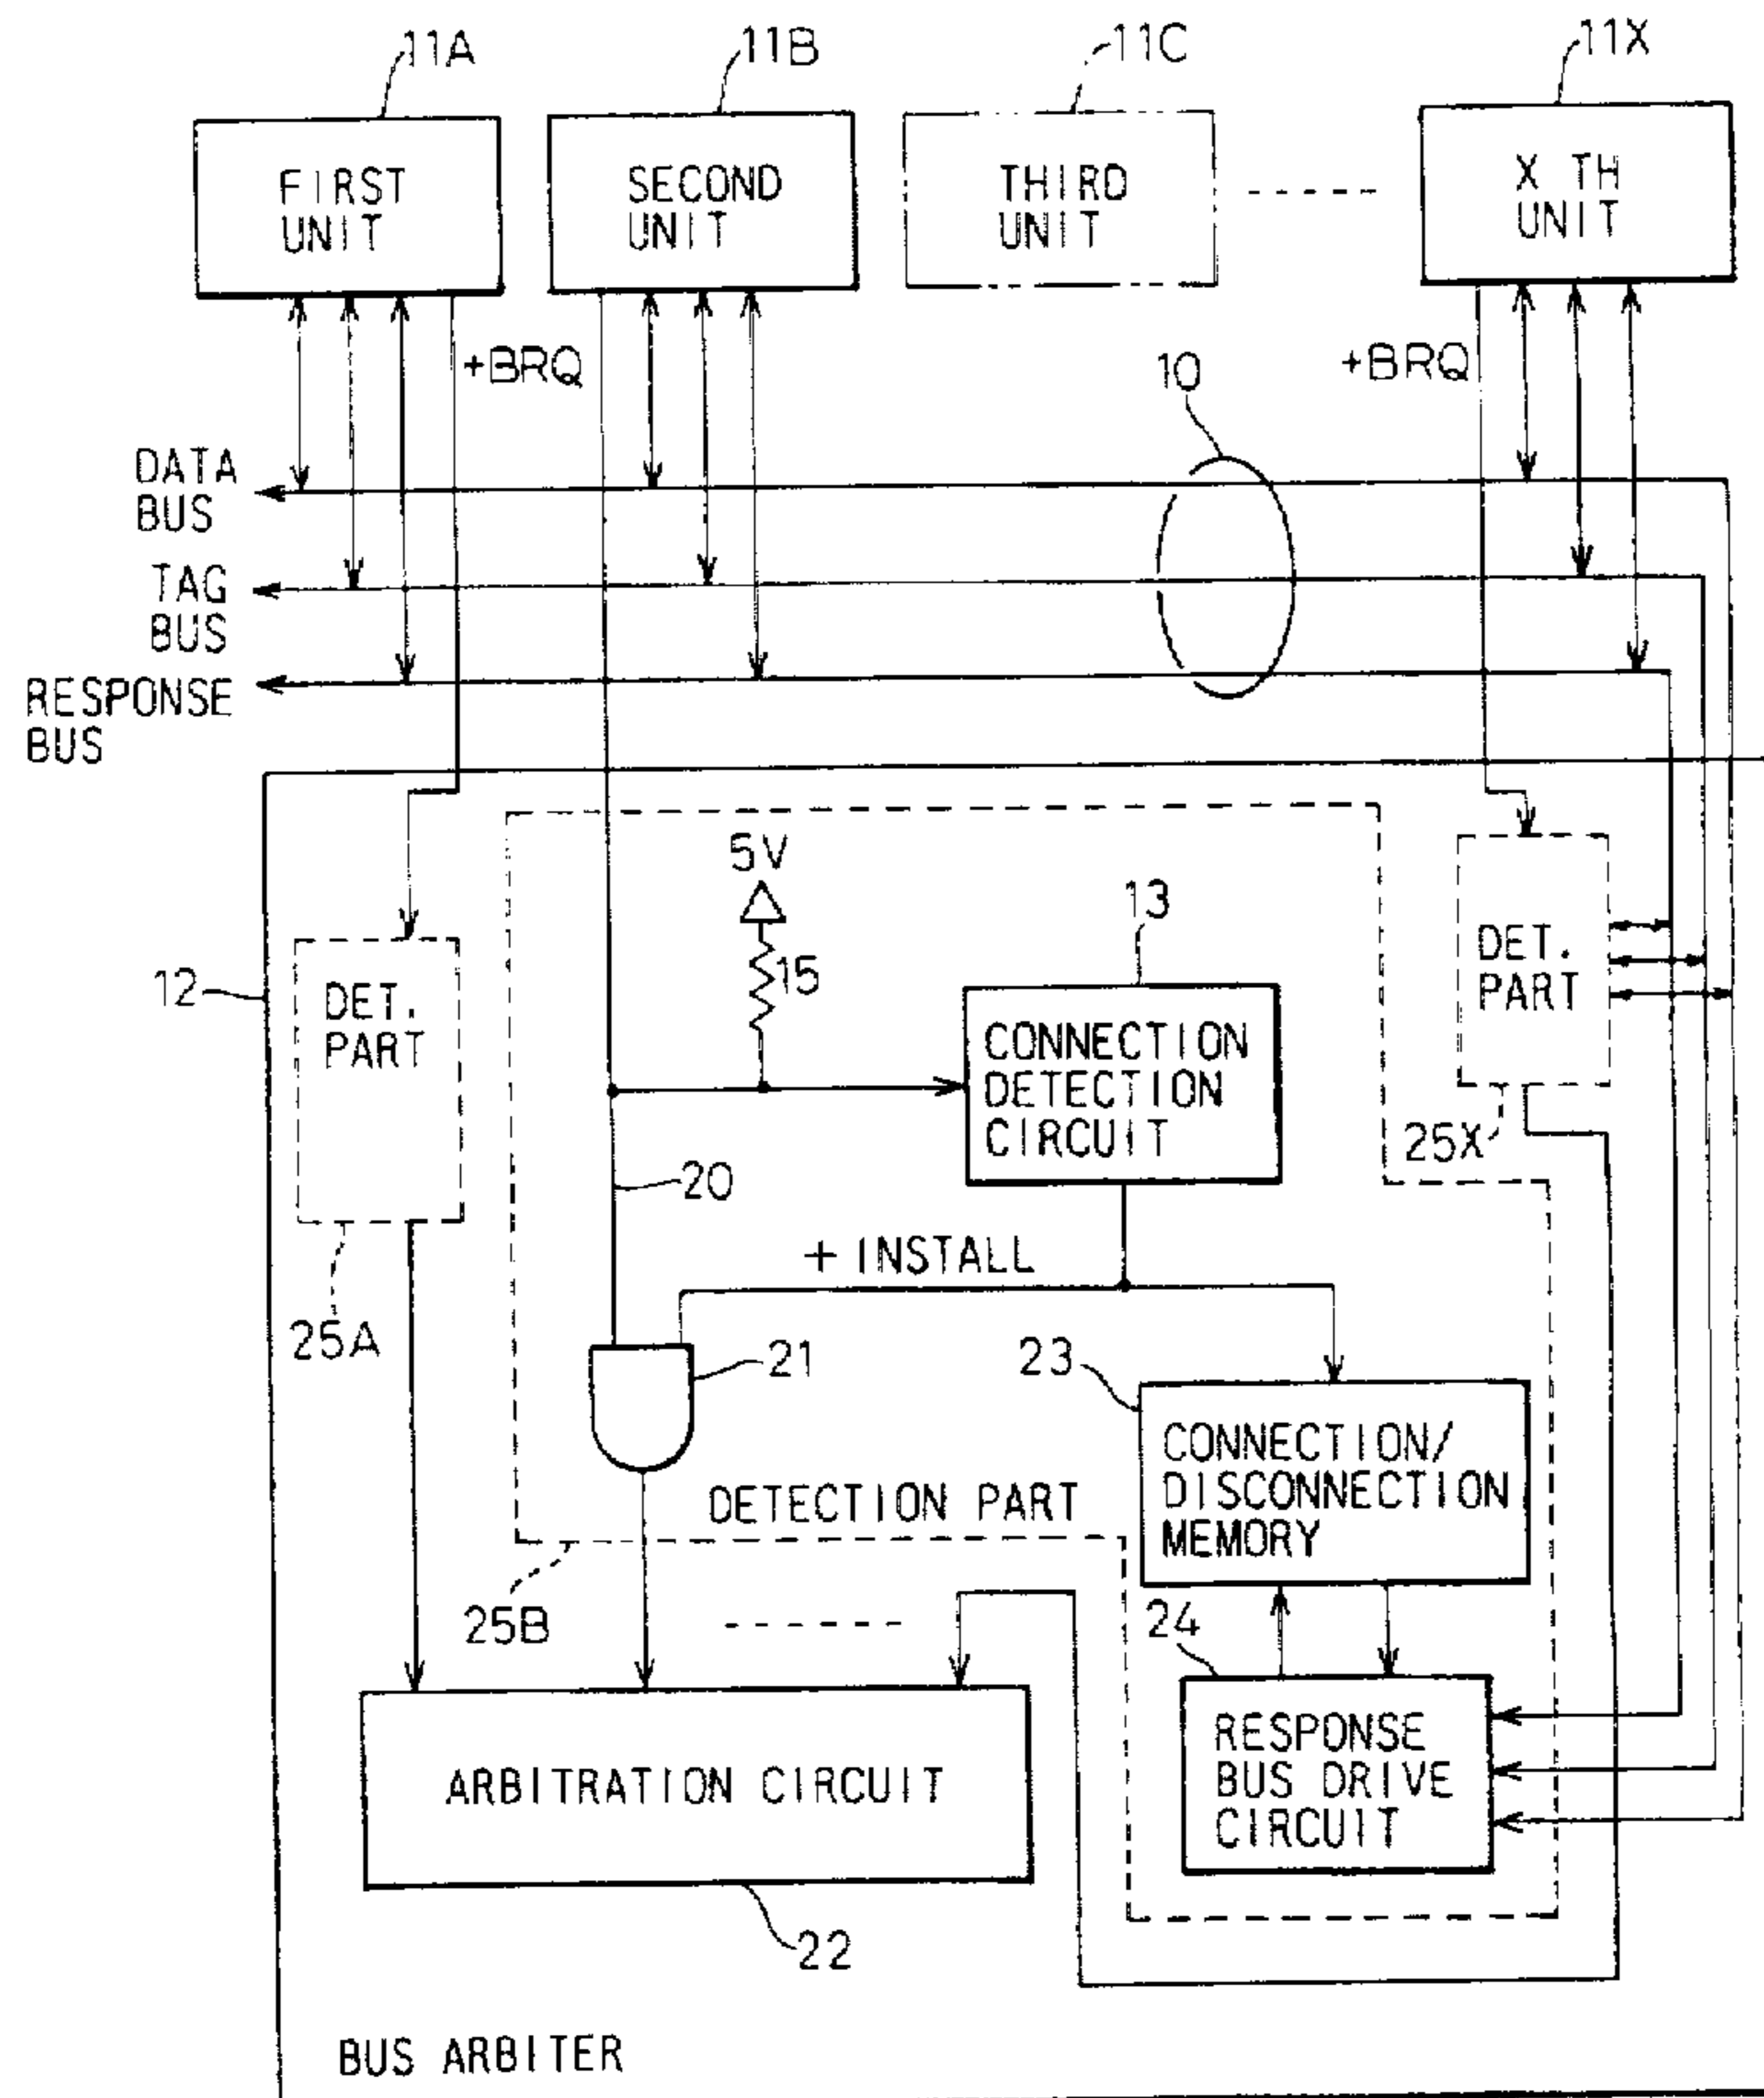 11A
11B
11C
11X
FIRST
UNIT
SECOND
UNIT
THIRD
UNIT
X TH
UNIT
+BRQ
10
+BRQ
DATA
BUS
TAG
BUS
RESPONSE
BUS
5V
13
15
12
DET.
PART
DET.
PART
CONNECTION
DETECTION
CIRCUIT
25X
20
+ INSTALL
25A
21
23
CONNECTION/
DISCONNECTION
MEMORY
DETECTION PART
25B
24
RESPONSE
BUS DRIVE
CIRCUIT
ARBITRATION CIRCUIT
22
BUS ARBITER